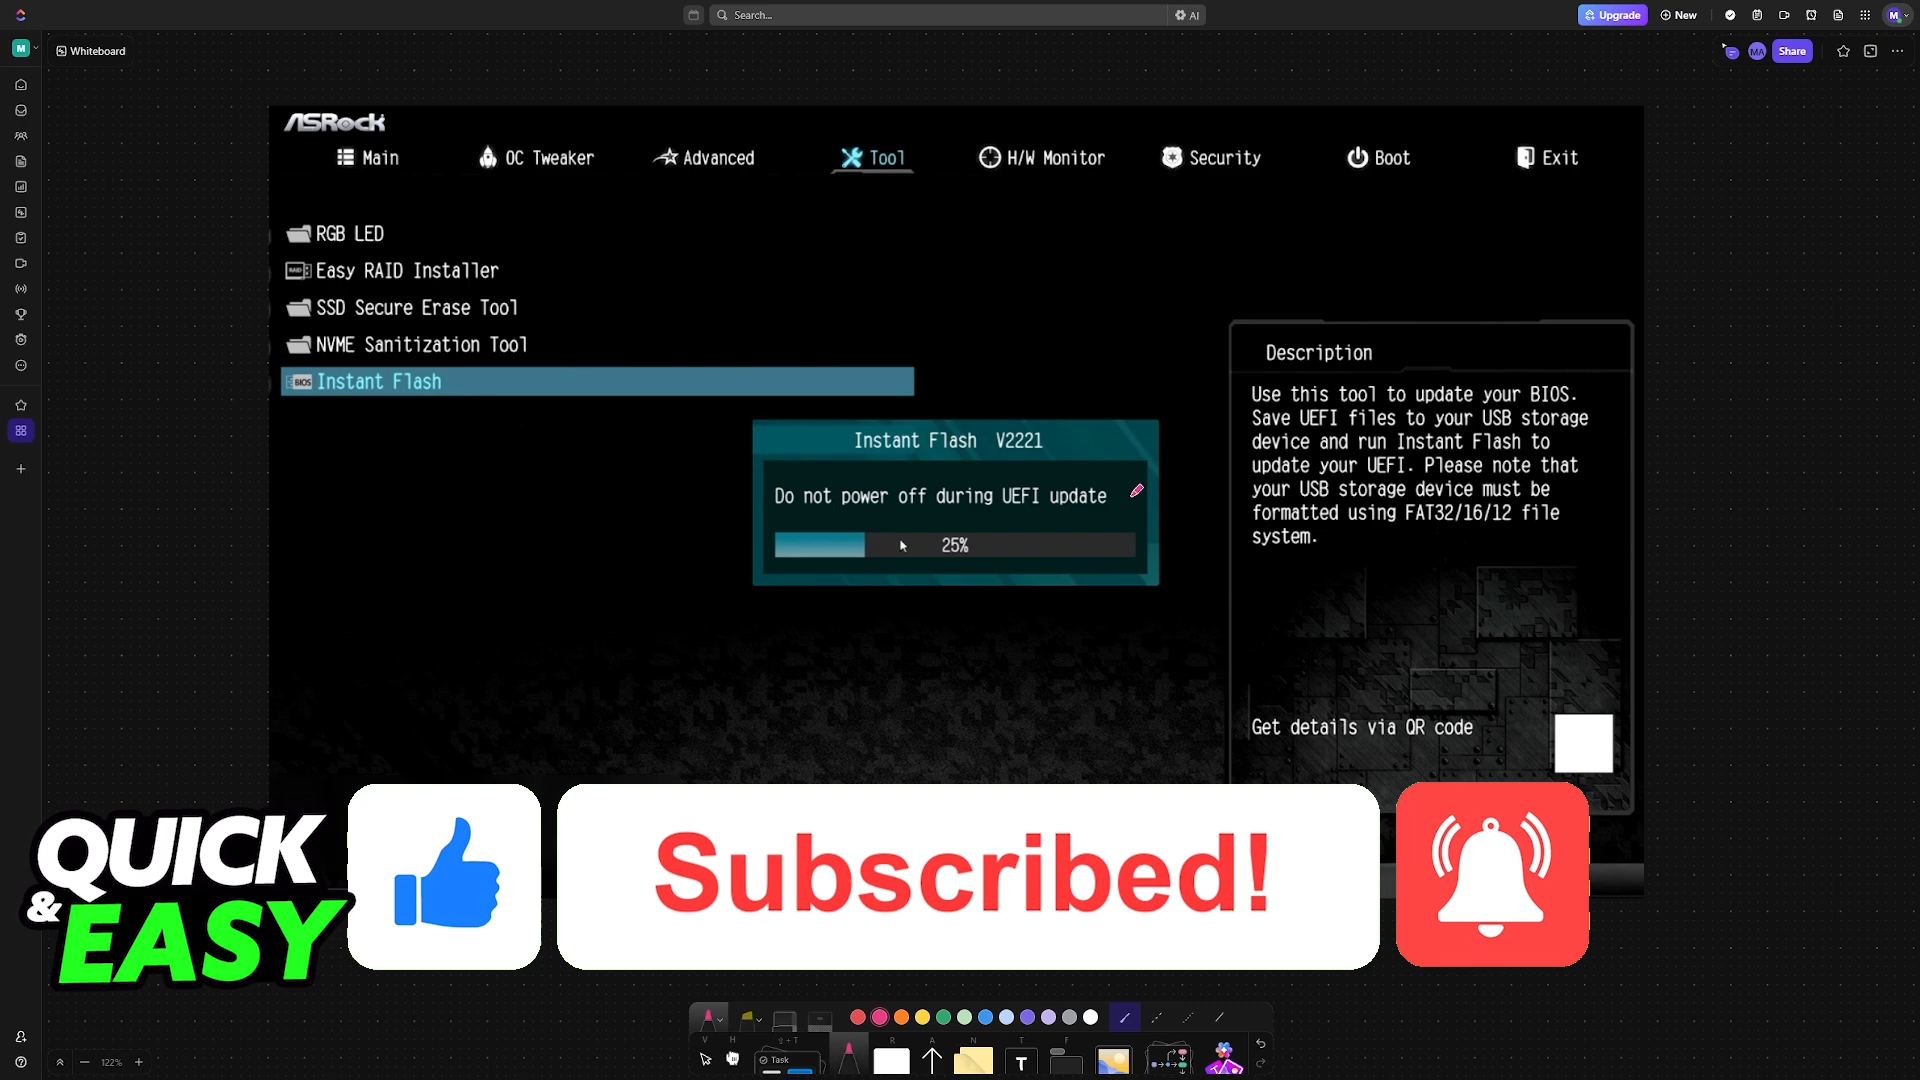 Search...
AI
Upgrade
New
M
M
Whiteboard
MA
Share
ASRock
Main
OC Tweaker
Advanced
Tool
H/W Monitor
Security
Boot
Exit
RGB LED
RAID Easy RAID Installer
SSD Secure Erase Tool
NVME Sanitization Tool
BIOS Instant Flash
Instant Flash V2221
Do not power off during UEFI update
25%
Description
Use this tool to update your BIOS.
Save UEFI files to your USB storage
device and run Instant Flash to
update your UEFI. Please note that
your USB storage device must be
formatted using FAT32/16/12 file
system.
Get details via QR code
QUICK
&EASY
Subscribed!
V
H
⇧+T
R
A
N
T
F
Task
T
122%